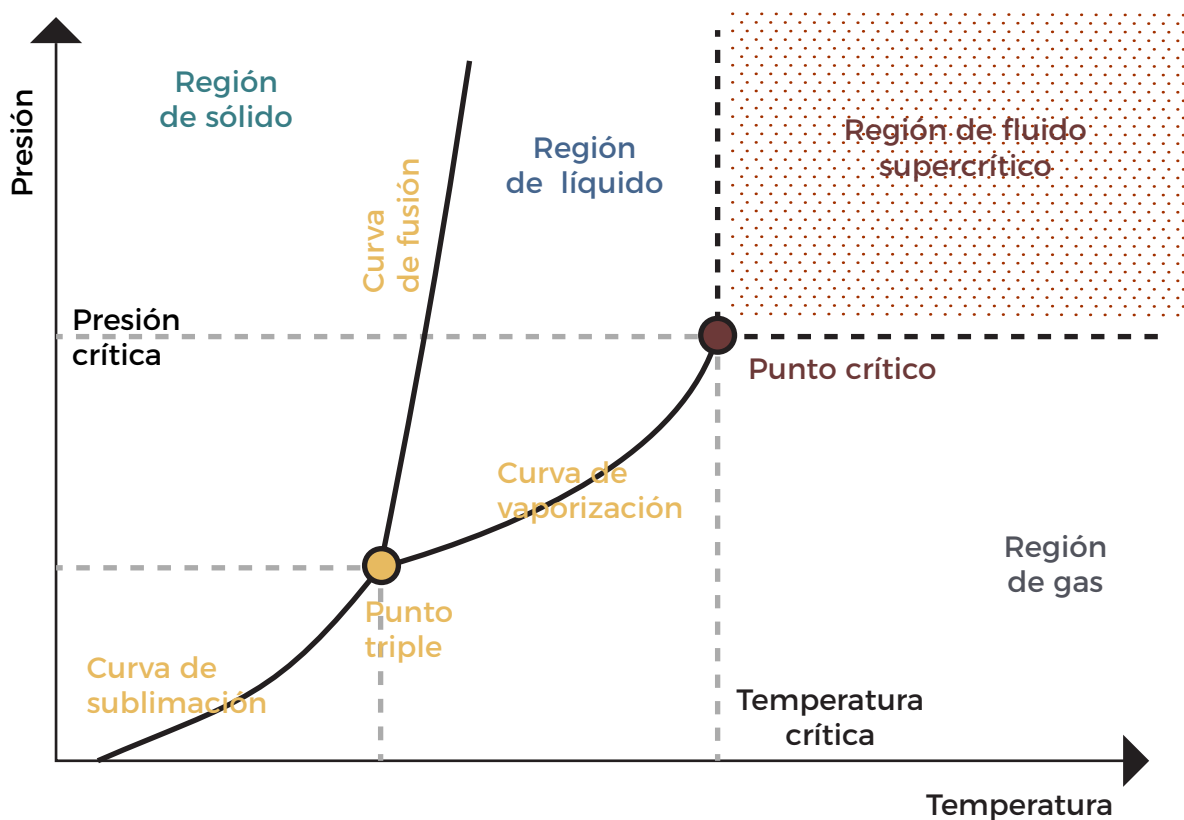 Presión
Región
de sólido
Curva
de fusión
Región
de líquido
Región de fluido
supercrítico
Presión
crítica
Punto crítico
Curva de
vaporización
Región
de gas
Punto
triple
Curva de
sublimación
Temperatura
crítica
Temperatura